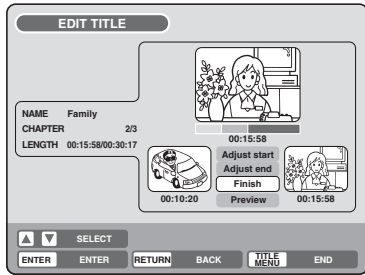 EDIT TITLE
NAME Family
CHAPTER 2/3
LENGTH 00:15:58/00:30:17
00:15:58
Adjust start
Adjust end
Finish
Preview
00:10:20
00:15:58
SELECT
ENTER ENTER RETURN BACK TITLE MENU END